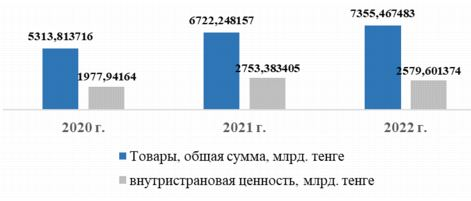 7355,467483
6722,248157
5313,813716
2753,383405
2579,601374
1977,94164
2020 г.
2021 г.
2022 г.
Товары, общая сумма, млрд. тенге
внутристрановая ценность, млрд. тенге